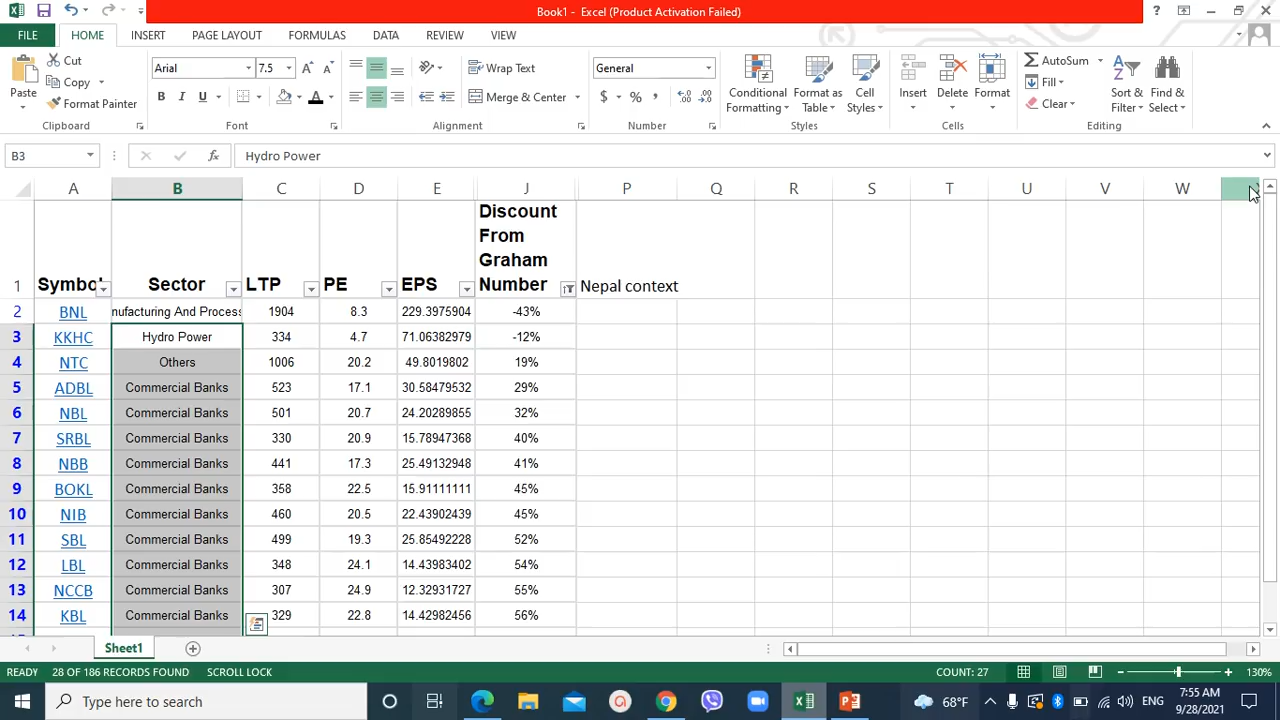 Book1 - Excel (Product Activation Failed)
FILE HOME INSERT PAGE LAYOUT FORMULAS DATA REVIEW VIEW
Cut
Copy
Format Painter
Paste
Clipboard
Arial 7.5
B I U A
Font
Wrap Text
Merge & Center
Alignment
General
$ % ,
Number
Conditional Formatting
Format as Table
Cell Styles
Styles
Insert Delete Format
Cells
AutoSum
Fill
Clear
Sort & Filter
Find & Select
Editing
B3 fx Hydro Power
A B C D E J P Q R S T U V W
1 Symbol Sector LTP PE EPS Discount From Graham Number Nepal context
2 BNL nufacturing And Process 1904 8.3 229.3975904 -43%
3 KKHC Hydro Power 334 4.7 71.06382979 -12%
4 NTC Others 1006 20.2 49.8019802 19%
5 ADBL Commercial Banks 523 17.1 30.58479532 29%
6 NBL Commercial Banks 501 20.7 24.20289855 32%
7 SRBL Commercial Banks 330 20.9 15.78947368 40%
8 NBB Commercial Banks 441 17.3 25.49132948 41%
9 BOKL Commercial Banks 358 22.5 15.91111111 45%
10 NIB Commercial Banks 460 20.5 22.43902439 45%
11 SBL Commercial Banks 499 19.3 25.85492228 52%
12 LBL Commercial Banks 348 24.1 14.43983402 54%
13 NCCB Commercial Banks 307 24.9 12.32931727 55%
14 KBL Commercial Banks 329 22.8 14.42982456 56%
Sheet1
READY 28 OF 186 RECORDS FOUND SCROLL LOCK COUNT: 27 130%
Type here to search 68°F ENG 7:55 AM
9/28/2021